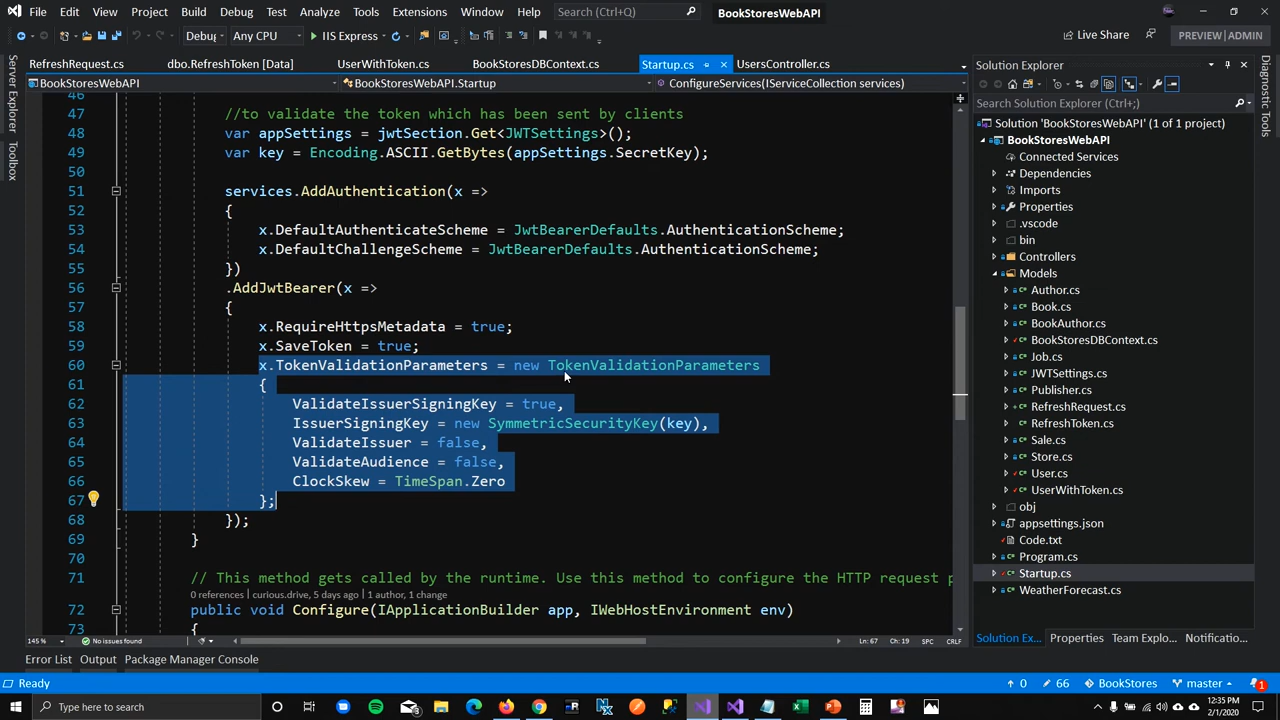 File Edit View Project Build Debug Test Analyze Tools Extensions Window Help Search (Ctrl+Q) BookStoresWebAPI
Debug Any CPU IIS Express Live Share PREVIEW | ADMIN
RefreshRequest.cs dbo.RefreshToken [Data] UserWithToken.cs BookStoresDBContext.cs Startup.cs UsersController.cs
BookStoresWebAPI BookStoresWebAPI.Startup ConfigureServices(IServiceCollection services)
46
47 //to validate the token which has been sent by clients
48 var appSettings = jwtSection.Get<JWTSettings>();
49 var key = Encoding.ASCII.GetBytes(appSettings.SecretKey);
50
51 services.AddAuthentication(x =>
52 {
53 x.DefaultAuthenticateScheme = JwtBearerDefaults.AuthenticationScheme;
54 x.DefaultChallengeScheme = JwtBearerDefaults.AuthenticationScheme;
55 })
56 .AddJwtBearer(x =>
57 {
58 x.RequireHttpsMetadata = true;
59 x.SaveToken = true;
60 x.TokenValidationParameters = new TokenValidationParameters
61 {
62 ValidateIssuerSigningKey = true,
63 IssuerSigningKey = new SymmetricSecurityKey(key),
64 ValidateIssuer = false,
65 ValidateAudience = false,
66 ClockSkew = TimeSpan.Zero
67 };
68 });
69 }
70
71 // This method gets called by the runtime. Use this method to configure the HTTP request p
0 references | curious.drive, 5 days ago | 1 author, 1 change
72 public void Configure(IApplicationBuilder app, IWebHostEnvironment env)
73 {
145 % No issues found Ln: 67 Ch: 19 SPC CRLF
Server Explorer
Toolbox
Solution Explorer
Search Solution Explorer (Ctrl+;)
Solution 'BookStoresWebAPI' (1 of 1 project)
BookStoresWebAPI
Connected Services
Dependencies
Imports
Properties
.vscode
bin
Controllers
Models
Author.cs
Book.cs
BookAuthor.cs
BookStoresDBContext.cs
Job.cs
JWTSettings.cs
Publisher.cs
RefreshRequest.cs
RefreshToken.cs
Sale.cs
Store.cs
User.cs
UserWithToken.cs
obj
appsettings.json
Code.txt
Program.cs
Startup.cs
WeatherForecast.cs
Solution Ex... Properties Team Explo... Notificatio...
Diagnostic Tools
Error List Output Package Manager Console
Ready 0 66 BookStores master 1
Type here to search 3 12:35 PM
2/1/2020